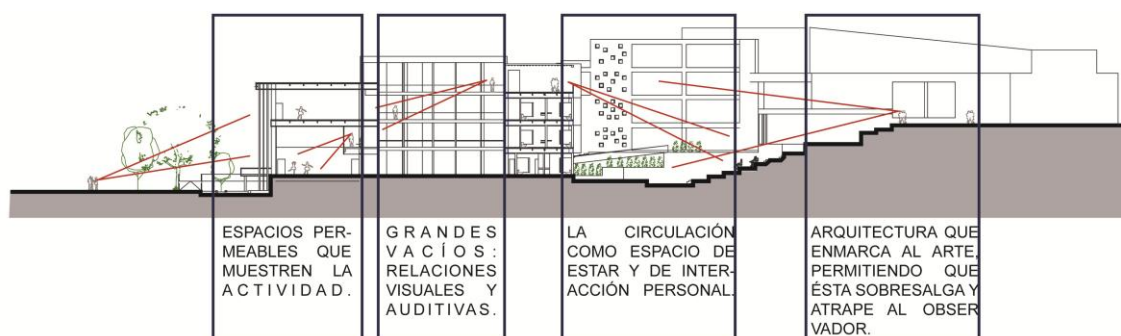 ESPACIOS PER-
MEABLES QUE
MUESTREN LA
ACTIVIDAD.
GRANDES
VACÍOS:
RELACIONES
VISUALES Y
AUDITIVAS.
LA CIRCULACIÓN
COMO ESPACIO DE
ESTAR Y DE INTER-
ACCIÓN PERSONAL.
ARQUITECTURA QUE
ENMARCA AL ARTE,
PERMITIENDO QUE
ÉSTA SOBRESALGA Y
ATRAPE AL OBSER
VADOR.